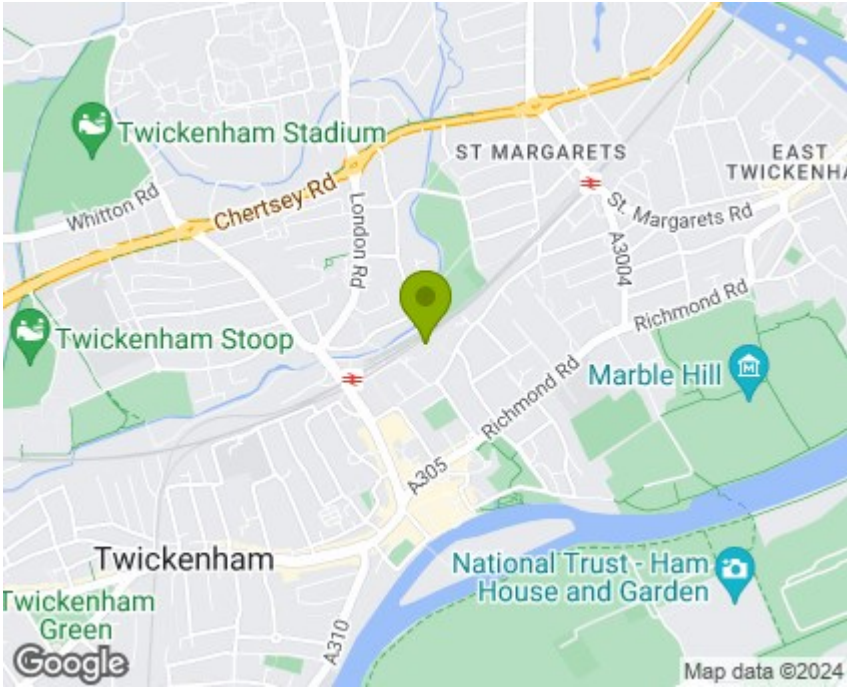 Twickenham Stadium
ST MARGARETS
EAST
TWICKENHA
Whitton Rd
Chertsey Rd
London Rd
St. Margarets Rd
A3004
Richmond Rd
Twickenham Stoop
Marble Hill
Richmond Rd
A305
Twickenham
National Trust - Ham
House and Garden
Twickenham
Green
A310
Google
Map data ©2024